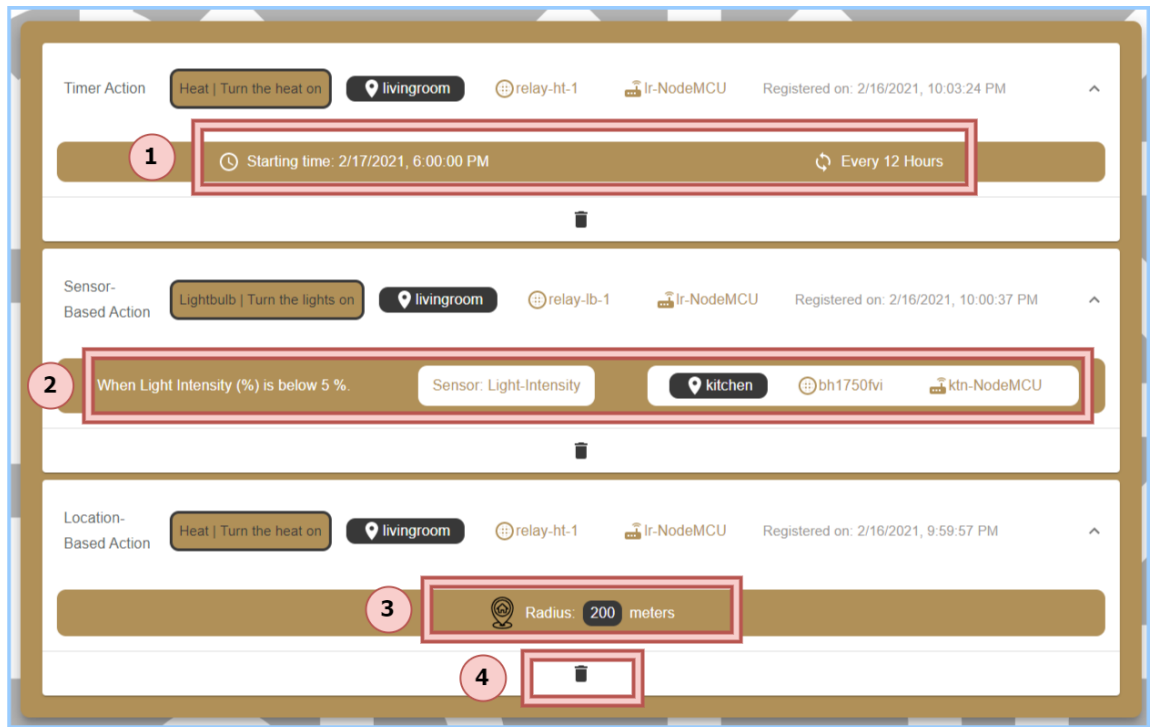 Timer Action
Heat | Turn the heat on
livingroom
relay-ht-1
lr-NodeMCU
Registered on: 2/16/2021, 10:03:24 PM
1
Starting time: 2/17/2021, 6:00:00 PM
Every 12 Hours
Sensor-
Based Action
Lightbulb | Turn the lights on
livingroom
relay-lb-1
lr-NodeMCU
Registered on: 2/16/2021, 10:00:37 PM
2
When Light Intensity (%) is below 5 %.
Sensor: Light-Intensity
kitchen
bh1750fvi
ktn-NodeMCU
Location-
Based Action
Heat | Turn the heat on
livingroom
relay-ht-1
lr-NodeMCU
Registered on: 2/16/2021, 9:59:57 PM
3
Radius: 200 meters
4